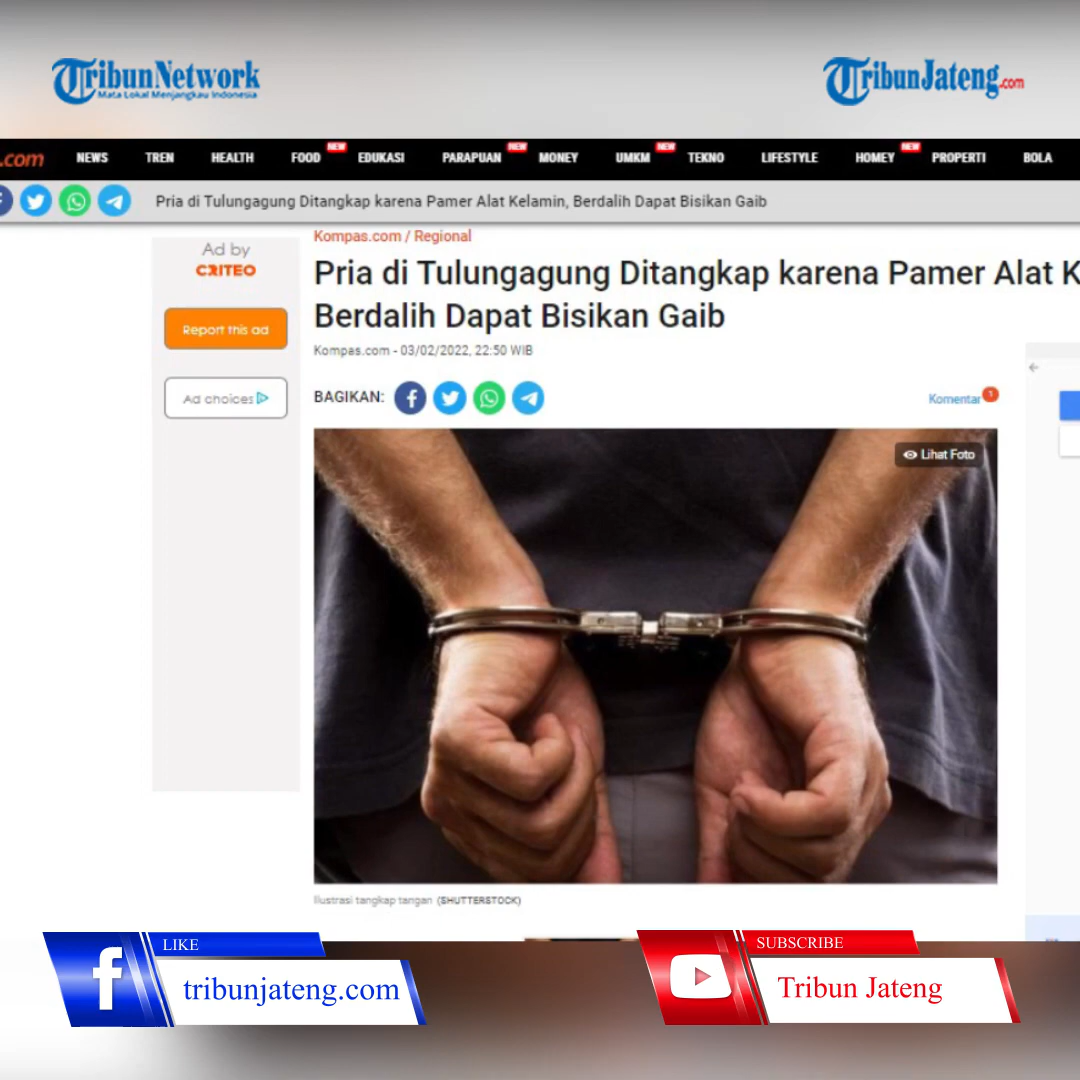 TribunNetwork
Mata Lokal Menjangkau Indonesia
TribunJateng.com
.com NEWS TREN HEALTH FOOD NEW EDUKASI PARAPUAN NEW MONEY UMKM NEW TEKNO LIFESTYLE HOMEY NEW PROPERTI BOLA
Pria di Tulungagung Ditangkap karena Pamer Alat Kelamin, Berdalih Dapat Bisikan Gaib
Ad by
CRITEO
Report this ad
Ad choices
Kompas.com / Regional
Pria di Tulungagung Ditangkap karena Pamer Alat K
Berdalih Dapat Bisikan Gaib
Kompas.com - 03/02/2022, 22:50 WIB
BAGIKAN:
Komentar 1
Lihat Foto
Ilustrasi tangkap tangan (SHUTTERSTOCK)
LIKE
tribunjateng.com
SUBSCRIBE
Tribun Jateng